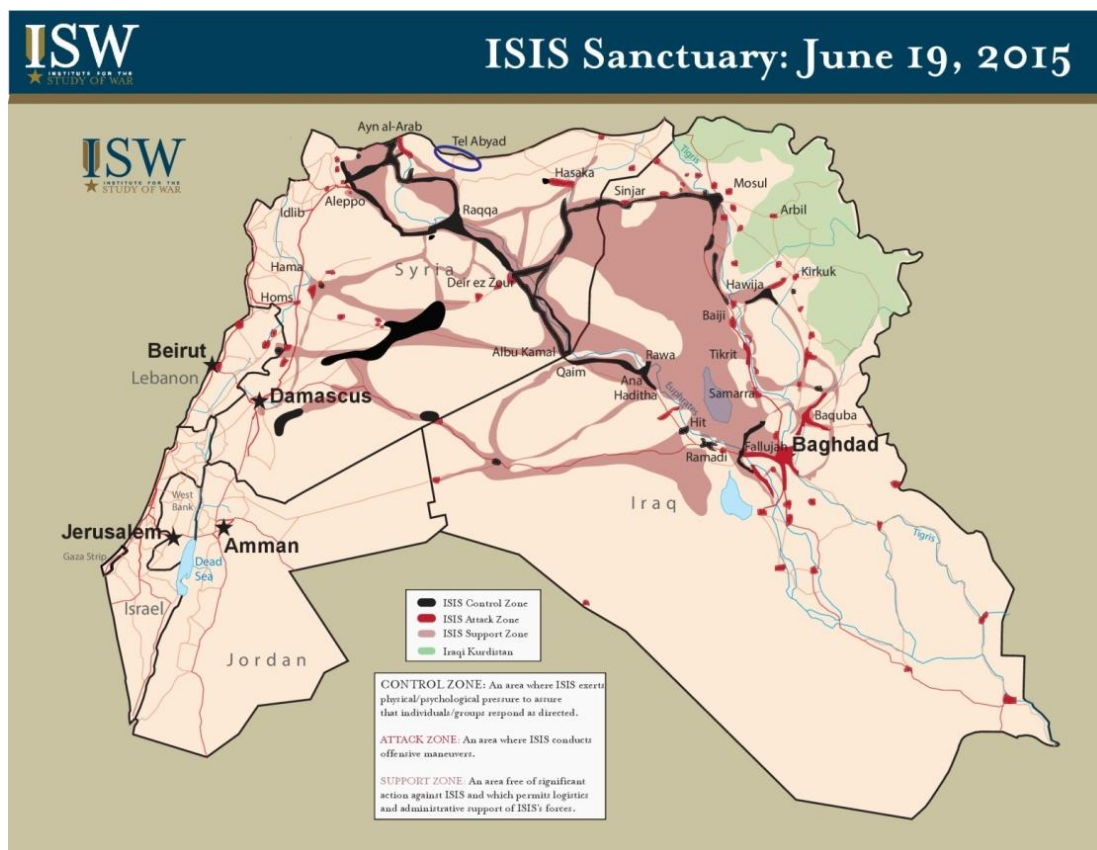 ISW
INSTITUTE FOR THE
STUDY OF WAR
ISIS Sanctuary: June 19, 2015
ISW
INSTITUTE FOR THE
STUDY OF WAR
Ayn al-Arab
Tel Abyad
Tigris
Hasaka
Sinjar
Mosul
Aleppo
Idlib
Raqqa
Arbil
Hama
Syria
Deir ez Zour
Kirkuk
Hawija
Homs
Baiji
Beirut
Albu Kamal
Rawa
Tikrit
Lebanon
Qaim
Ana
Haditha
Euphrates
Samarra
Damascus
Hit
Baquba
Fallujah
Baghdad
Ramadi
West
Bank
Iraq
Jerusalem
Amman
Tigris
Gaza Strip
Dead
Sea
Israel
Jordan
ISIS Control Zone
ISIS Attack Zone
ISIS Support Zone
Iraqi Kurdistan
CONTROL ZONE: An area where ISIS exerts
physical/psychological pressure to assure
that individuals/groups respond as directed.
ATTACK ZONE: An area where ISIS conducts
offensive maneuvers.
SUPPORT ZONE: An area free of significant
action against ISIS and which permits logistics
and administrative support of ISIS's forces.